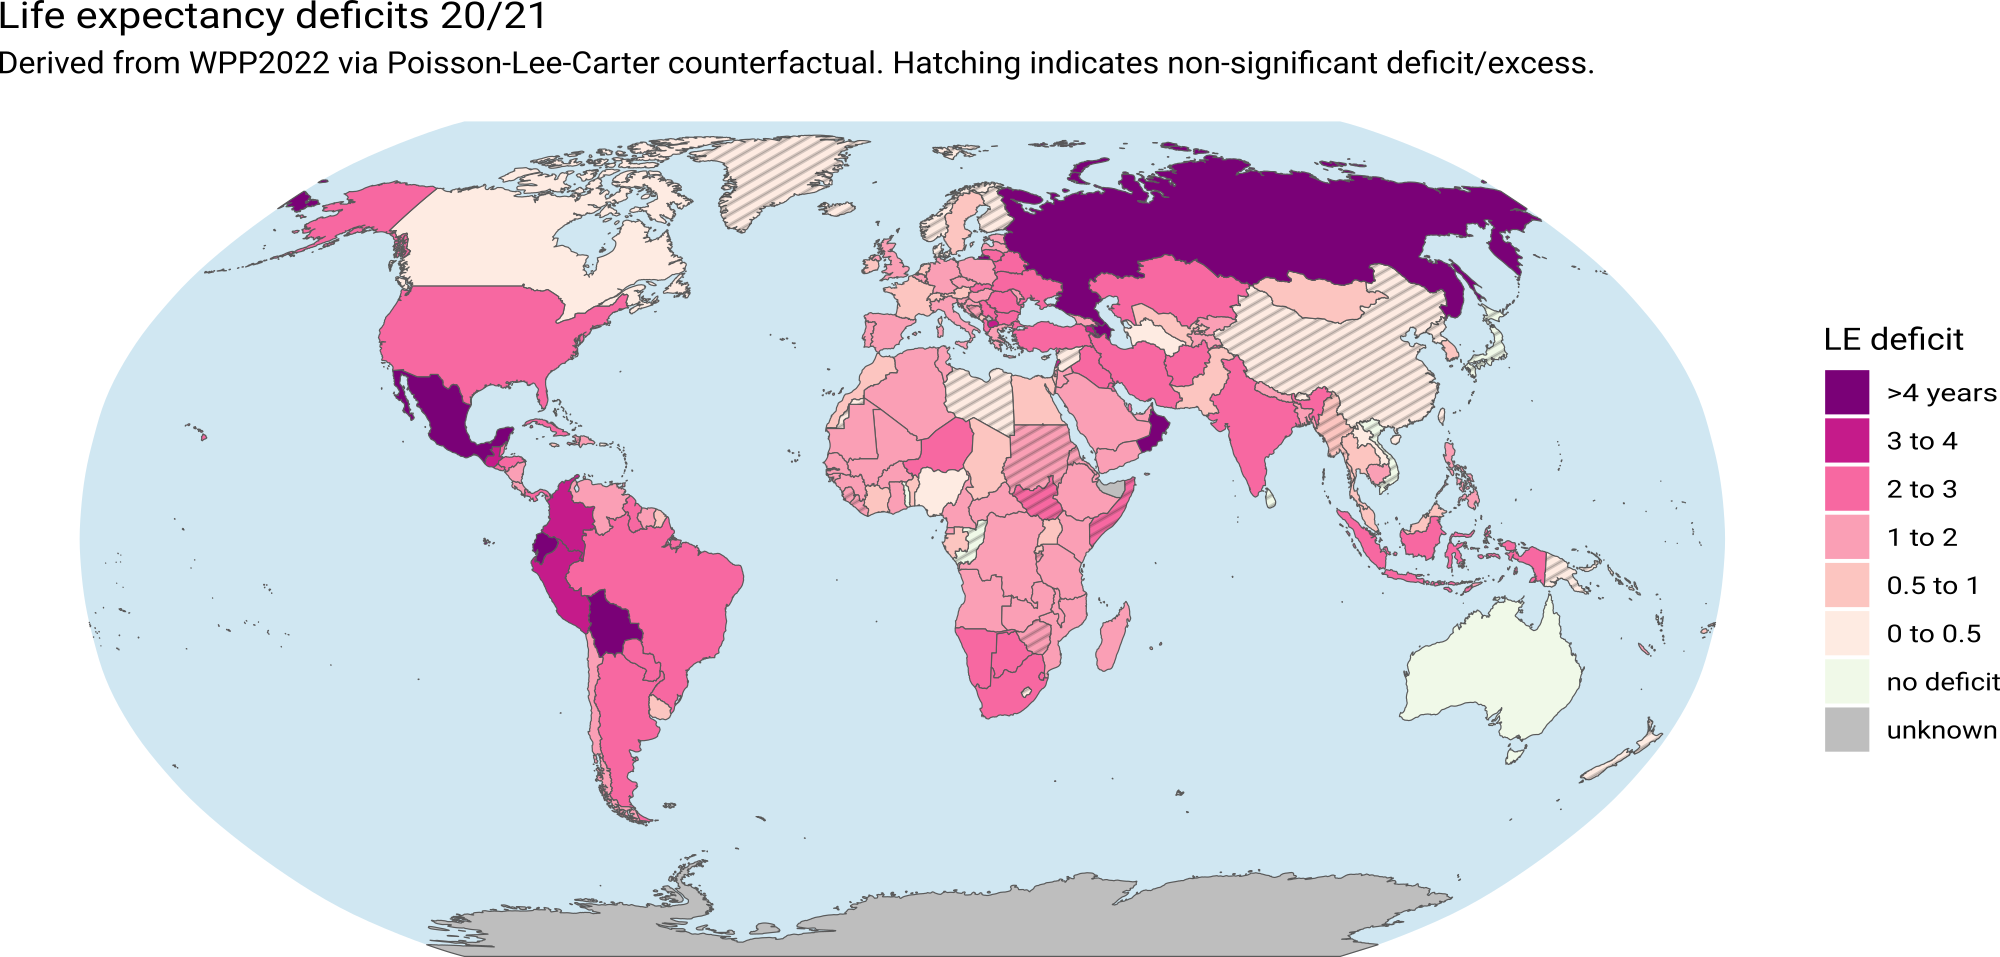 Life expectancy deficits 20/21
Derived from WPP2022 via Poisson-Lee-Carter counterfactual. Hatching indicates non-significant deficit/excess.
LE deficit
>4 years
3 to 4
2 to 3
1 to 2
0.5 to 1
0 to 0.5
no deficit
unknown